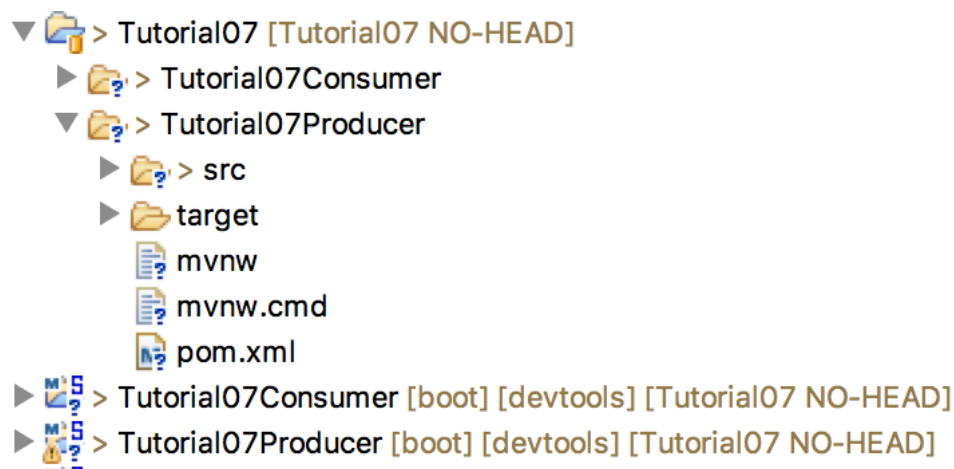 > Tutorial07 [Tutorial07 NO-HEAD]
> Tutorial07Consumer
> Tutorial07Producer
> src
target
mvnw
mvnw.cmd
pom.xml
> Tutorial07Consumer [boot] [devtools] [Tutorial07 NO-HEAD]
> Tutorial07Producer [boot] [devtools] [Tutorial07 NO-HEAD]